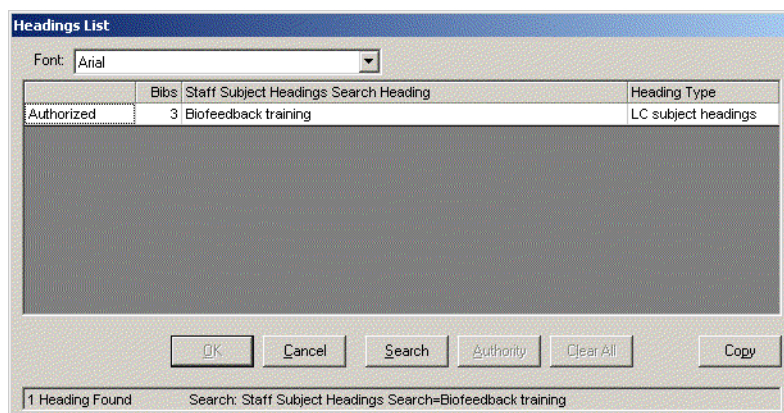 Headings List
Font: Arial
Bibs Staff Subject Headings Search Heading Heading Type
Authorized 3 Biofeedback training LC subject headings
OK Cancel Search Authority Clear All Copy
1 Heading Found Search: Staff Subject Headings Search=Biofeedback training